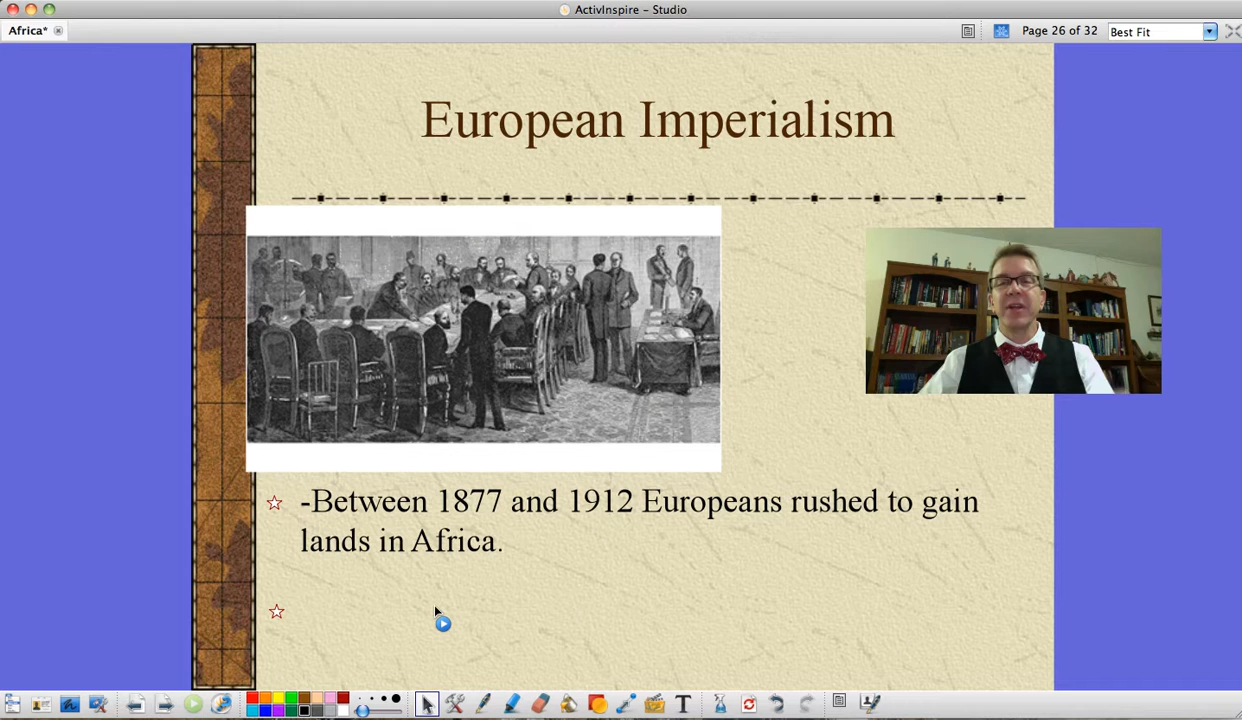 ActivInspire - Studio
Africa*
Page 26 of 32
Best Fit
European Imperialism
-Between 1877 and 1912 Europeans rushed to gain
lands in Africa.